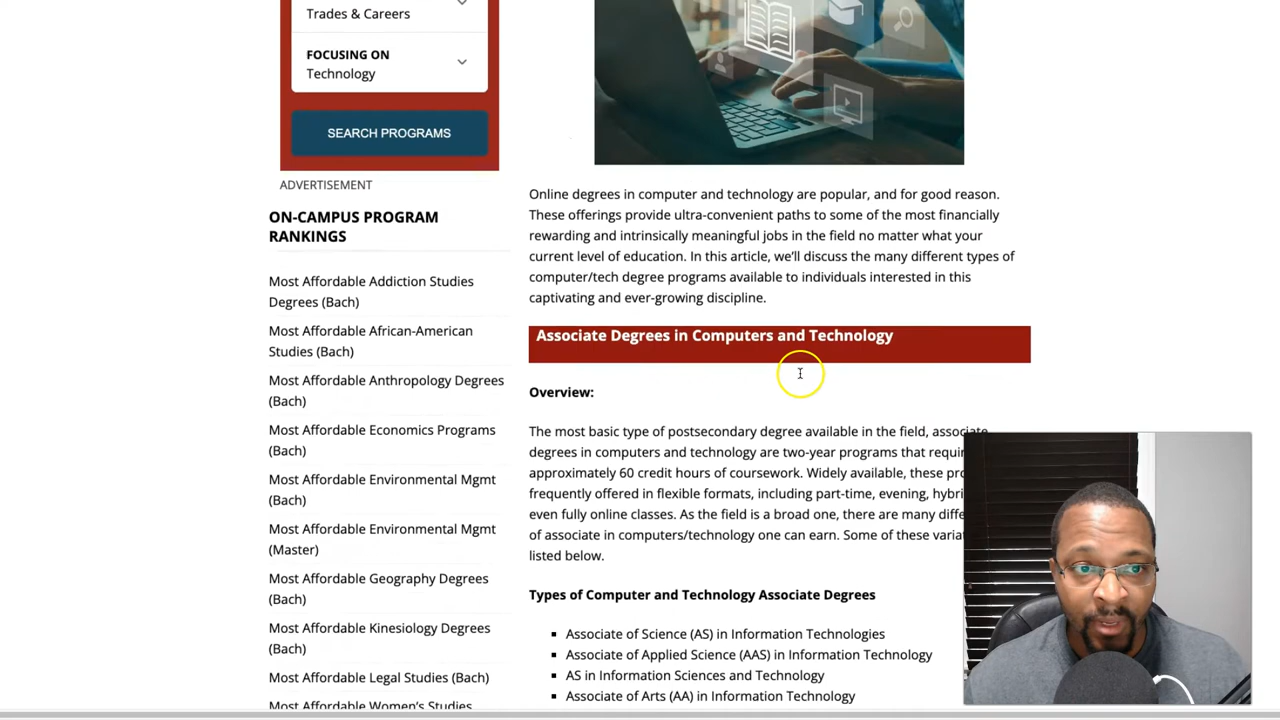 Trades & Careers
FOCUSING ON
Technology
SEARCH PROGRAMS
ADVERTISEMENT
ON-CAMPUS PROGRAM
RANKINGS
Most Affordable Addiction Studies
Degrees (Bach)
Most Affordable African-American
Studies (Bach)
Most Affordable Anthropology Degrees
(Bach)
Most Affordable Economics Programs
(Bach)
Most Affordable Environmental Mgmt
(Bach)
Most Affordable Environmental Mgmt
(Master)
Most Affordable Geography Degrees
(Bach)
Most Affordable Kinesiology Degrees
(Bach)
Most Affordable Legal Studies (Bach)
Most Affordable Women's Studies
Online degrees in computer and technology are popular, and for good reason.
These offerings provide ultra-convenient paths to some of the most financially
rewarding and intrinsically meaningful jobs in the field no matter what your
current level of education. In this article, we'll discuss the many different types of
computer/tech degree programs available to individuals interested in this
captivating and ever-growing discipline.
Associate Degrees in Computers and Technology
Overview:
The most basic type of postsecondary degree available in the field, associate
degrees in computers and technology are two-year programs that
approximately 60 credit hours of coursework. Widely available, these
frequently offered in flexible formats, including part-time, evening,
even fully online classes. As the field is a broad one, there are many
of associate in computers/technology one can earn. Some of these
listed below.
Types of Computer and Technology Associate Degrees
Associate of Science (AS) in Information Technologies
Associate of Applied Science (AAS) in Information Technology
AS in Information Sciences and Technology
Associate of Arts (AA) in Information Technology